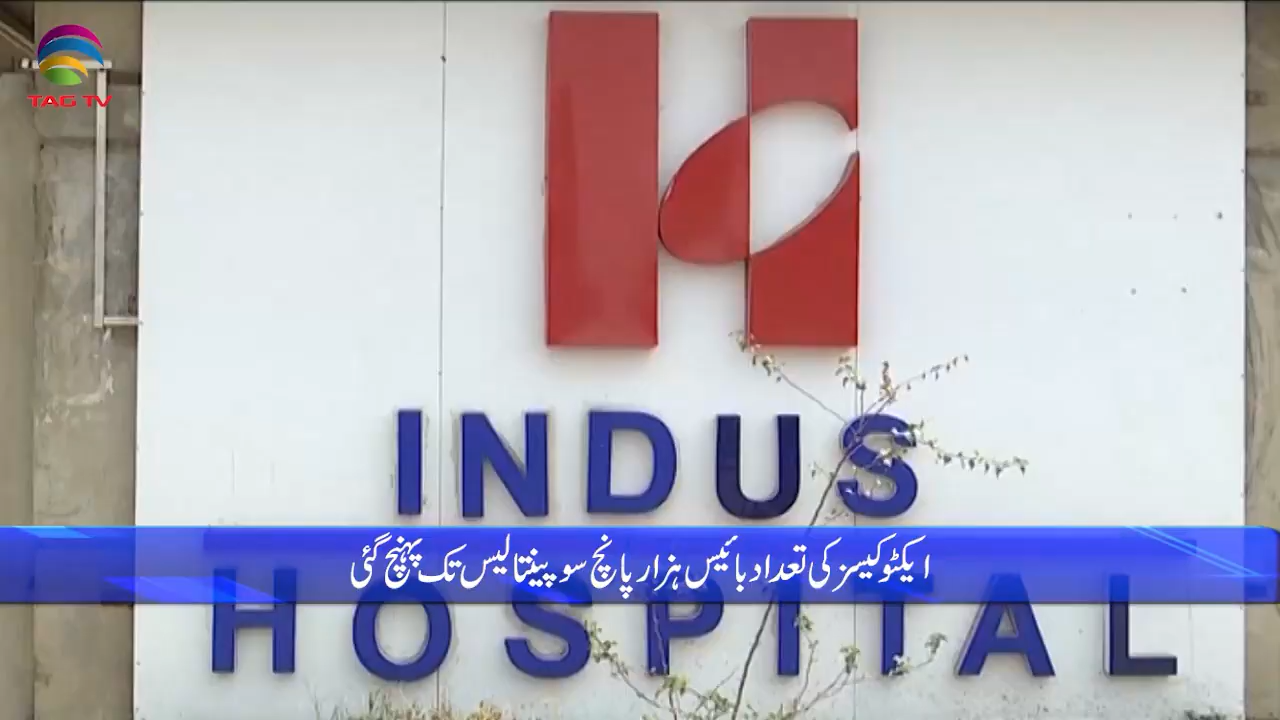 TAG TV
INDUS
ایکٹو کیسز کی تعداد بائیس ہزار پانچ سو پینتالیس تک پہنچ گئی
HOSPITAL